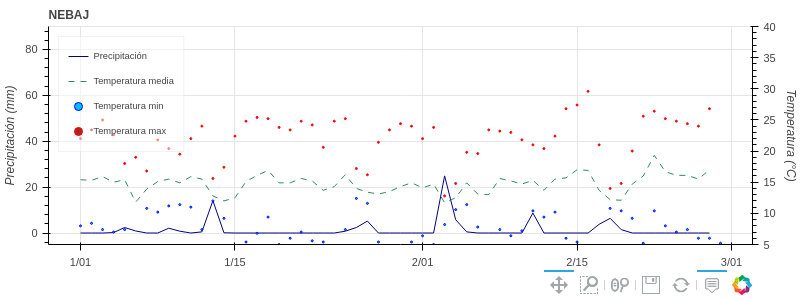 NEBAJ
Precipitación
Temperatura media
Temperatura min
Temperatura max
80
60
40
20
0
Precipitación (mm)
40
35
30
25
20
15
10
5
Temperatura (°C)
1/01
1/15
2/01
2/15
3/01